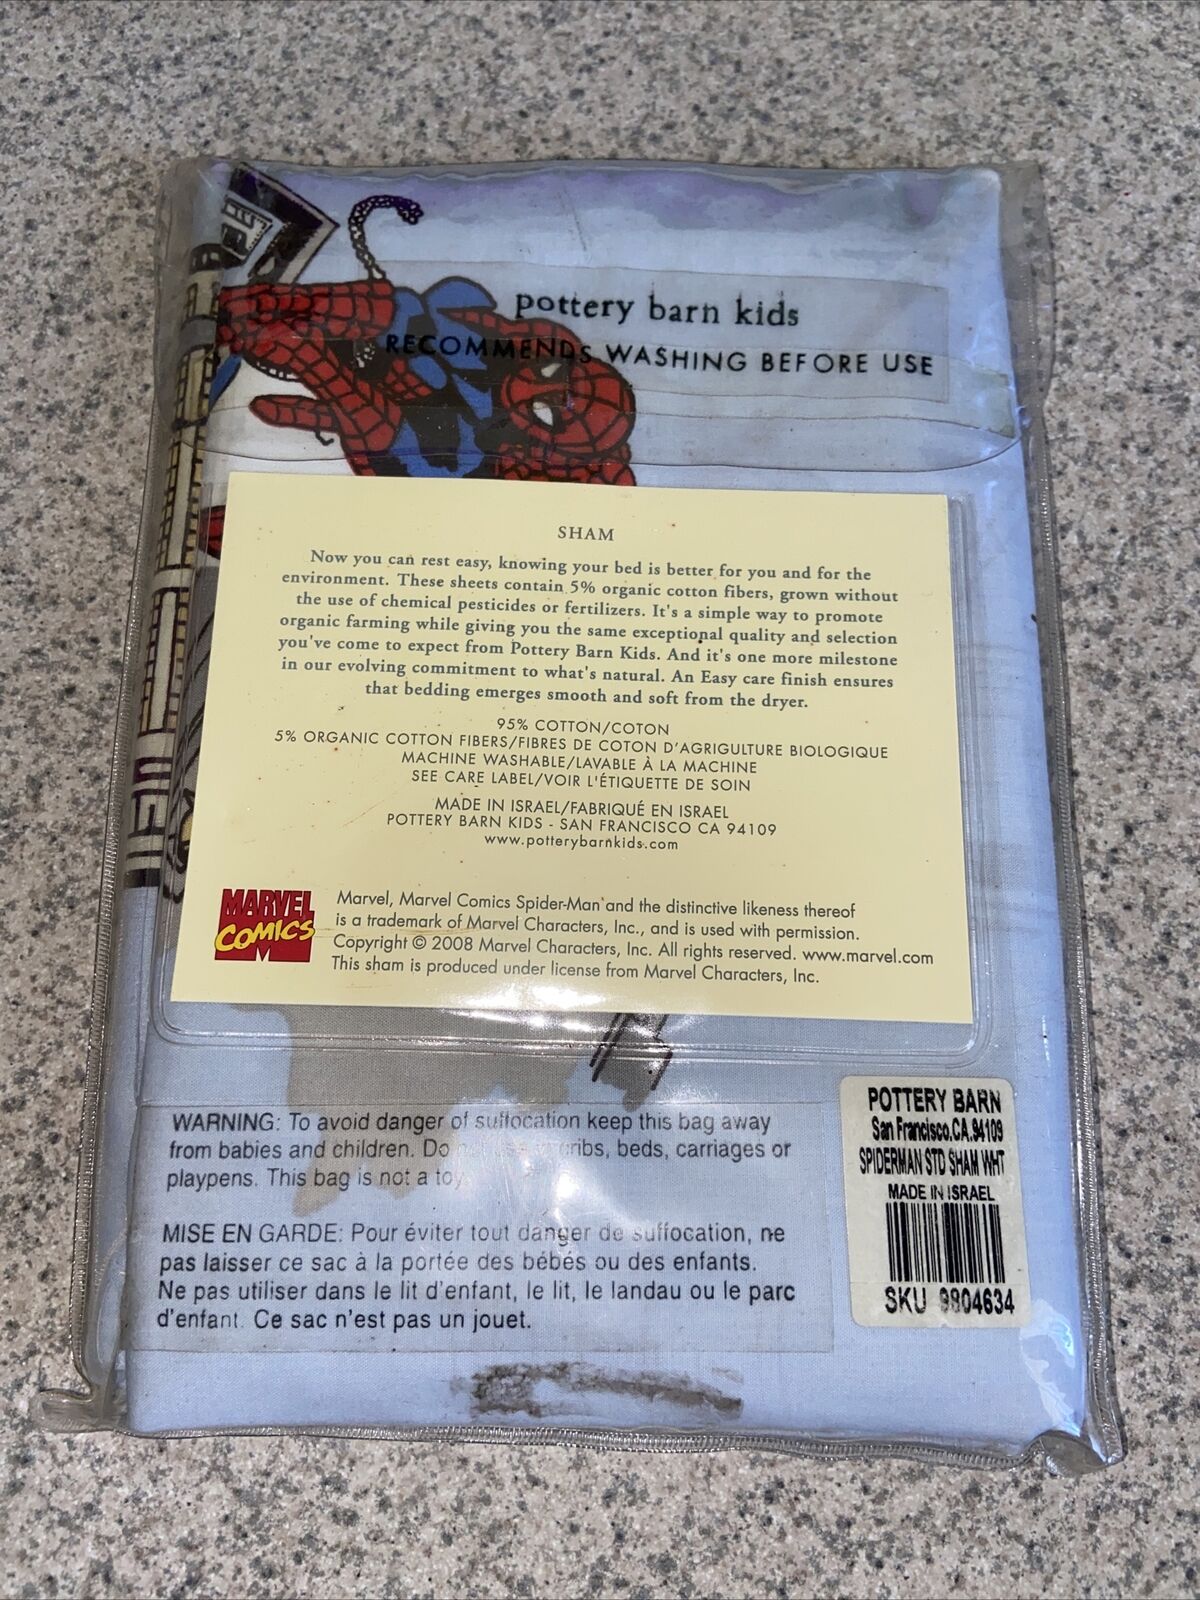 pottery barn kids
RECOMMENDS WASHING BEFORE USE
SHAM
Now you can rest easy, knowing your bed is better for you and for the
environment. These sheets contain 5% organic cotton fibers, grown without
the use of chemical pesticides or fertilizers. It's a simple way to promote
organic farming while giving you the same exceptional quality and selection
you've come to expect from Pottery Barn Kids. And it's one more milestone
in our evolving commitment to what's natural. An Easy care finish ensures
that bedding emerges smooth and soft from the dryer.
95% COTTON/COTON
5% ORGANIC COTTON FIBERS/FIBRES DE COTON D'AGRIGULTURE BIOLOGIQUE
MACHINE WASHABLE/LAVABLE À LA MACHINE
SEE CARE LABEL/VOIR L'ÉTIQUETTE DE SOIN
MADE IN ISRAEL/FABRIQUÉ EN ISRAEL
POTTERY BARN KIDS - SAN FRANCISCO CA 94109
www.potterybarnkids.com
MARVEL
COMICS
Marvel, Marvel Comics Spider-Man and the distinctive likeness thereof
is a trademark of Marvel Characters, Inc., and is used with permission.
Copyright © 2008 Marvel Characters, Inc. All rights reserved. www.marvel.com
This sham is produced under license from Marvel Characters, Inc.
WARNING: To avoid danger of suffocation keep this bag away
from babies and children. Do cribs, beds, carriages or
playpens. This bag is not a toy
MISE EN GARDE: Pour éviter tout danger de suffocation, ne
pas laisser ce sac à la portée des bébés ou des enfants.
Ne pas utiliser dans le lit d'enfant, le lit, le landau ou le parc
d'enfant. Ce sac n'est pas un jouet.
POTTERY BARN
San Francisco.CA.94109
SPIDERMAN STD SHAM WHT
MADE IN ISRAEL
SKU 9804634